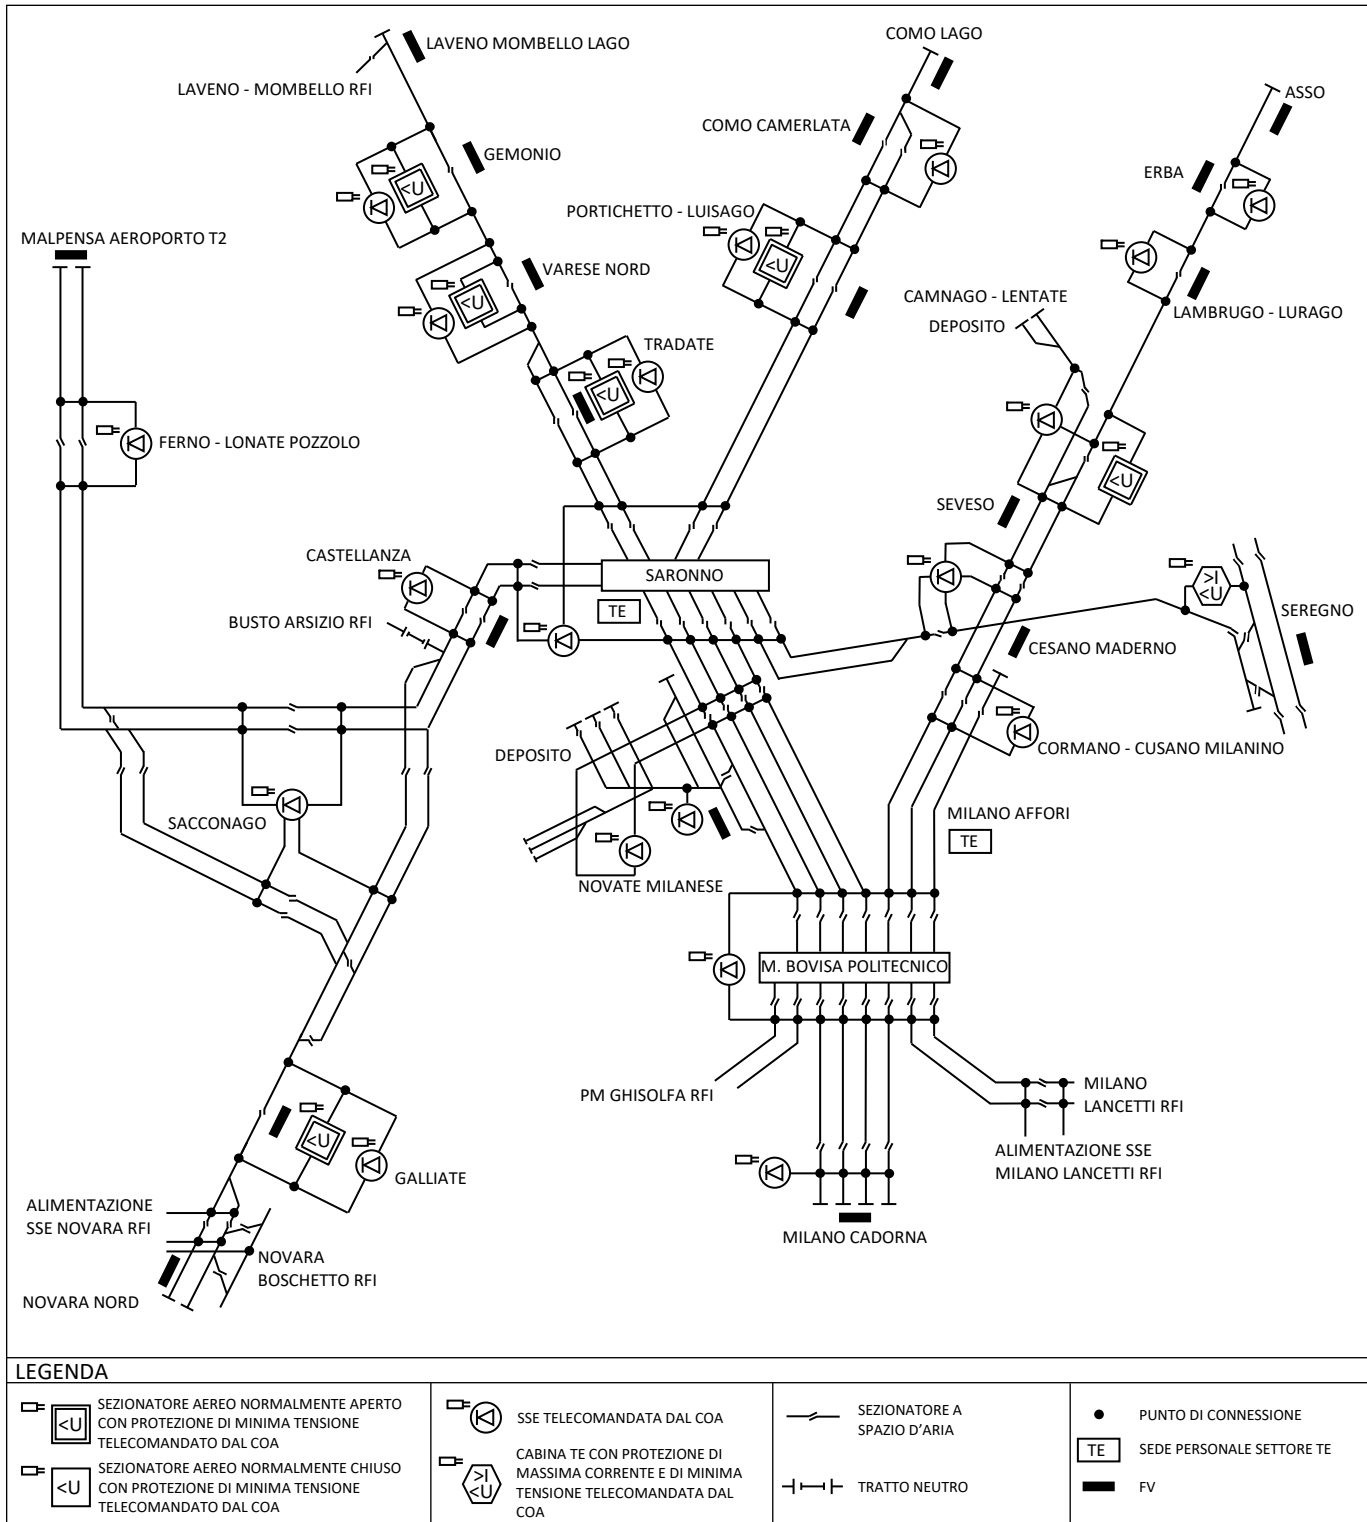 COMO LAGO
LAVENO MOMBELLO LAGO
LAVENO - MOMBELLO RFI
ASSO
COMO CAMERLATA
GEMONIO
<U
ERBA
PORTICHETTO - LUISAGO
<U
MALPENSA AEROPORTO T2
VARESE NORD
<U
CAMNAGO - LENTATE
DEPOSITO
LAMBRUGO - LURAGO
TRADATE
<U
FERNO - LONATE POZZOLO
<U
SEVESO
CASTELLANZA
SARONNO
TE
>I
<U
SEREGNO
BUSTO ARSIZIO RFI
CESANO MADERNO
DEPOSITO
CORMANO - CUSANO MILANINO
SACCONAGO
MILANO AFFORI
TE
NOVATE MILANESE
M. BOVISA POLITECNICO
PM GHISOLFA RFI
MILANO
LANCETTI RFI
<U
ALIMENTAZIONE SSE
MILANO LANCETTI RFI
GALLIATE
ALIMENTAZIONE
SSE NOVARA RFI
MILANO CADORNA
NOVARA
BOSCHETTO RFI
NOVARA NORD
LEGENDA
<U
SEZIONATORE AEREO NORMALMENTE APERTO
CON PROTEZIONE DI MINIMA TENSIONE
TELECOMANDATO DAL COA
<U
SEZIONATORE AEREO NORMALMENTE CHIUSO
CON PROTEZIONE DI MINIMA TENSIONE
TELECOMANDATO DAL COA
SSE TELECOMANDATA DAL COA
>I
<U
CABINA TE CON PROTEZIONE DI
MASSIMA CORRENTE E DI MINIMA
TENSIONE TELECOMANDATA DAL
COA
SEZIONATORE A
SPAZIO D'ARIA
TRATTO NEUTRO
PUNTO DI CONNESSIONE
TE
SEDE PERSONALE SETTORE TE
FV